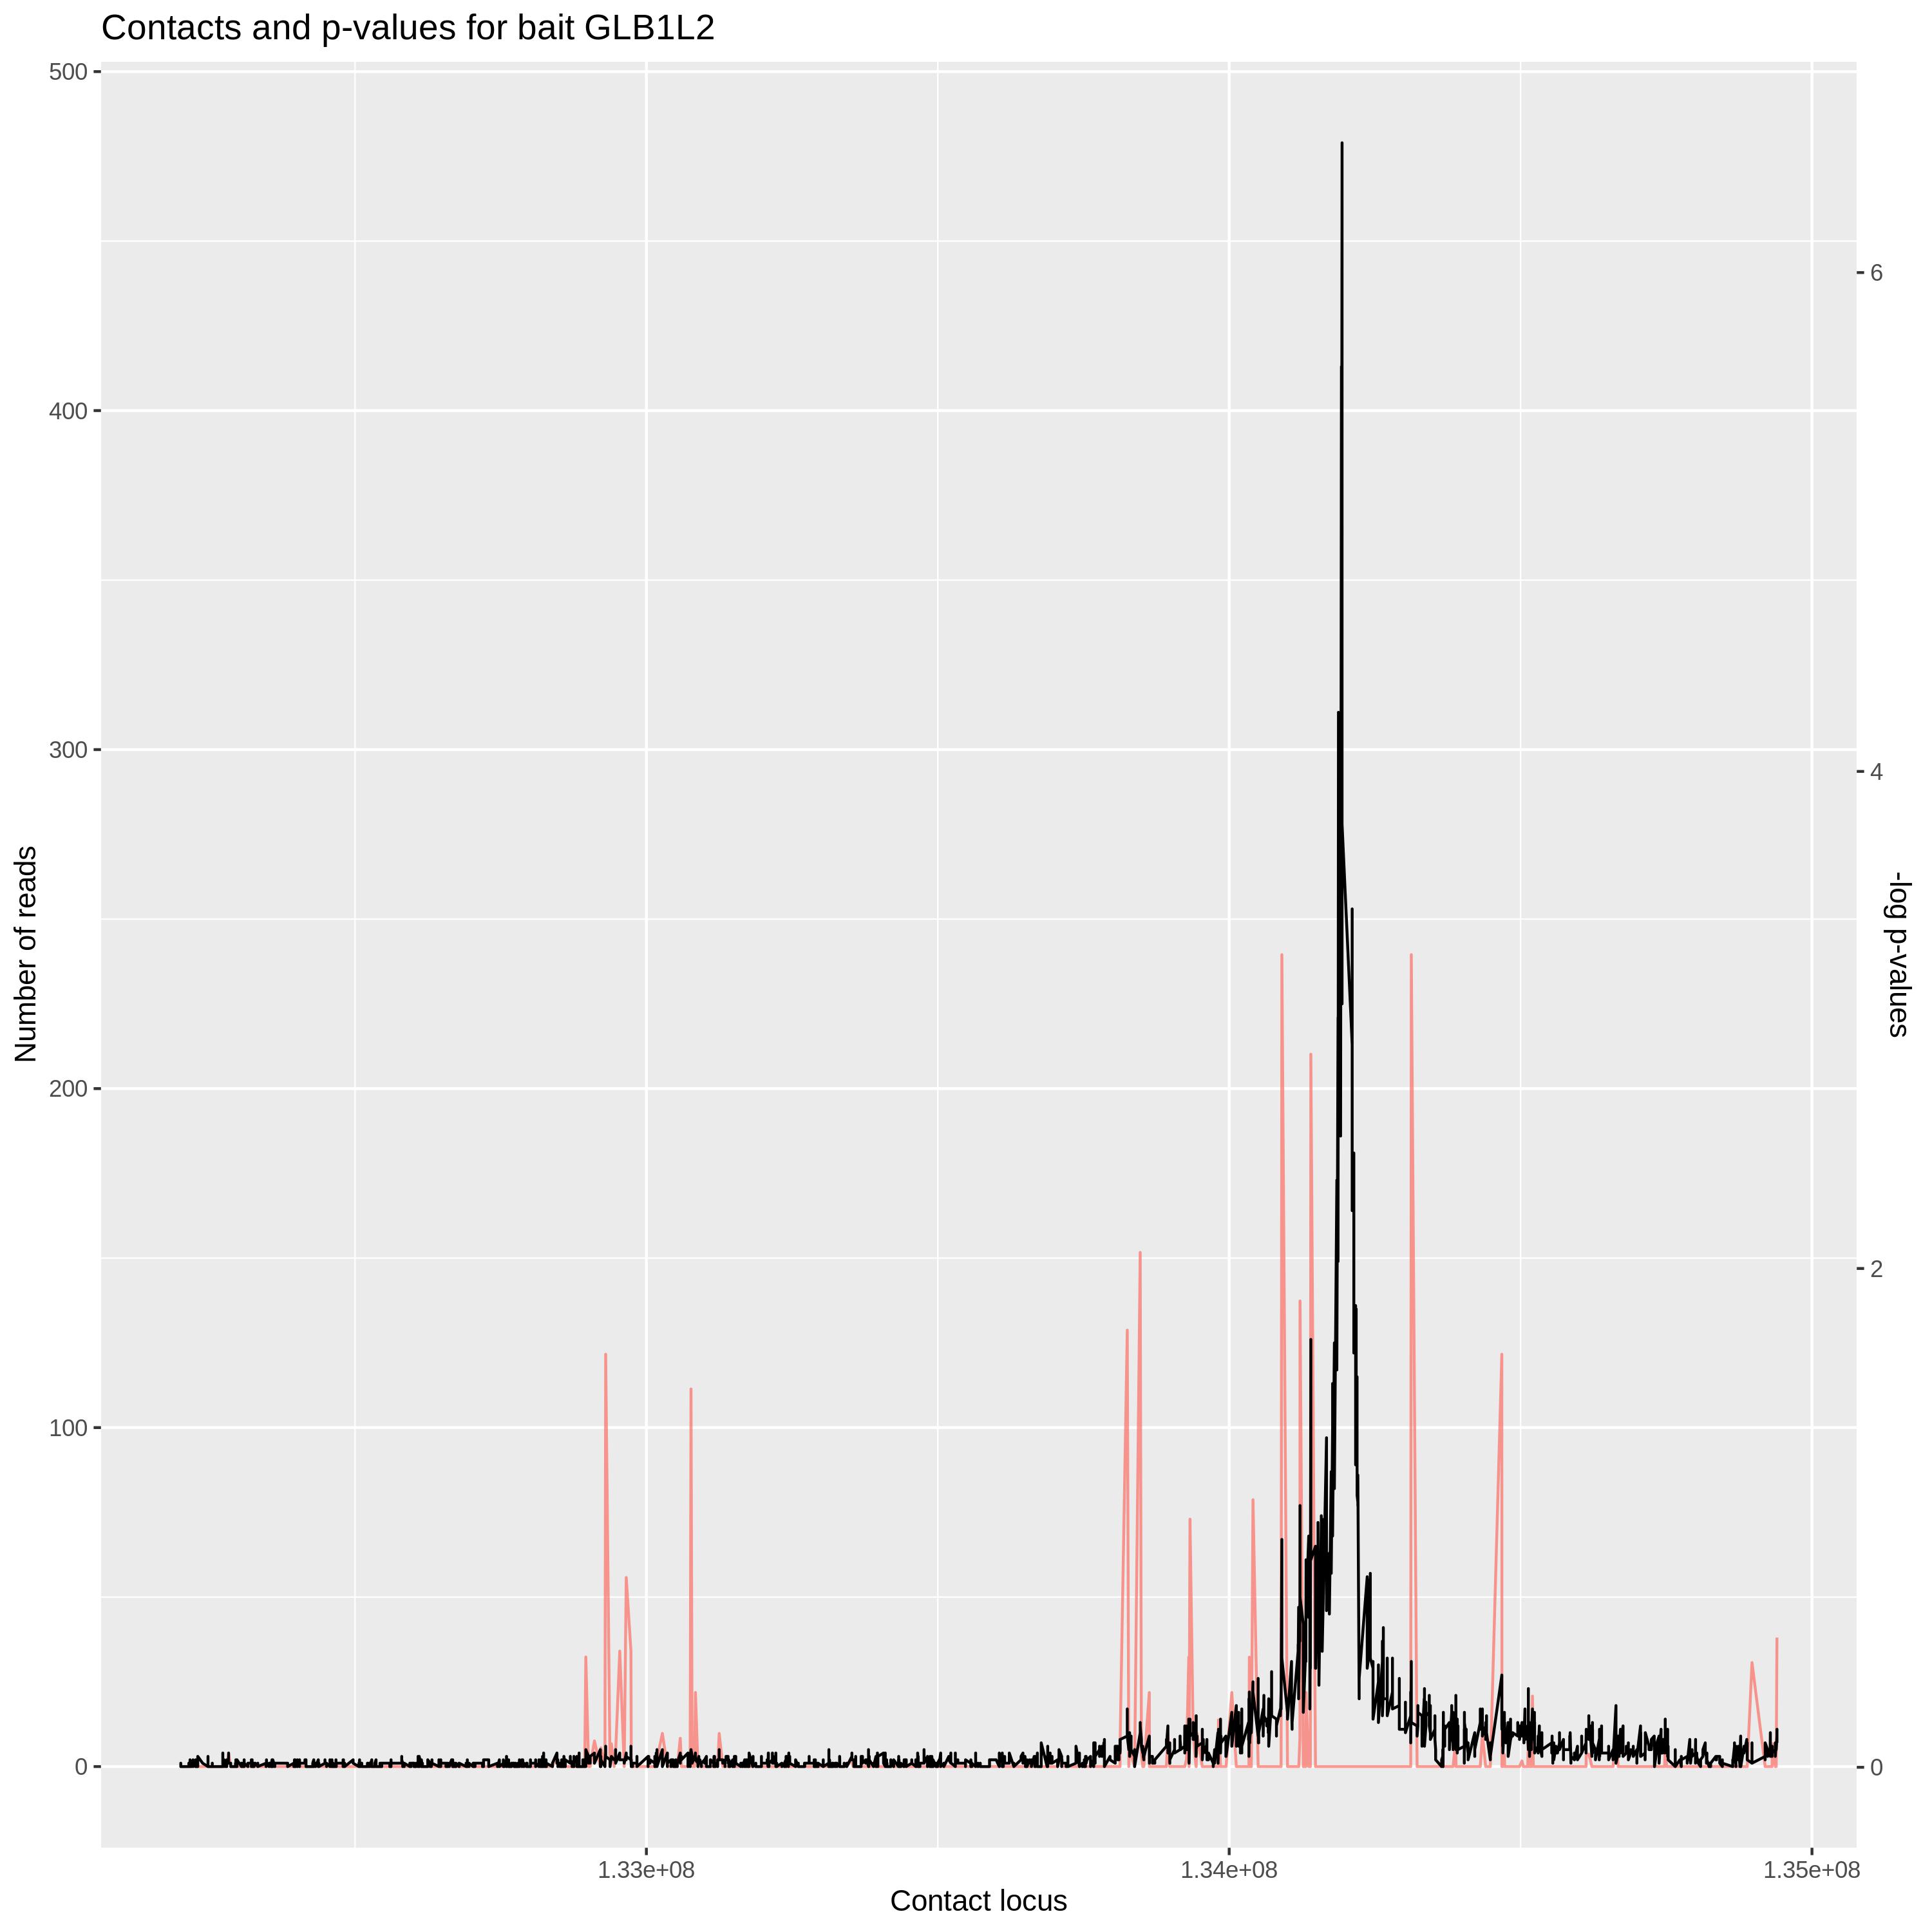 Contacts and p-values for bait GLB1L2
500
400
300
200
100
0
Number of reads
6
4
2
0
-log p-values
1.33e+08
1.34e+08
1.35e+08
Contact locus